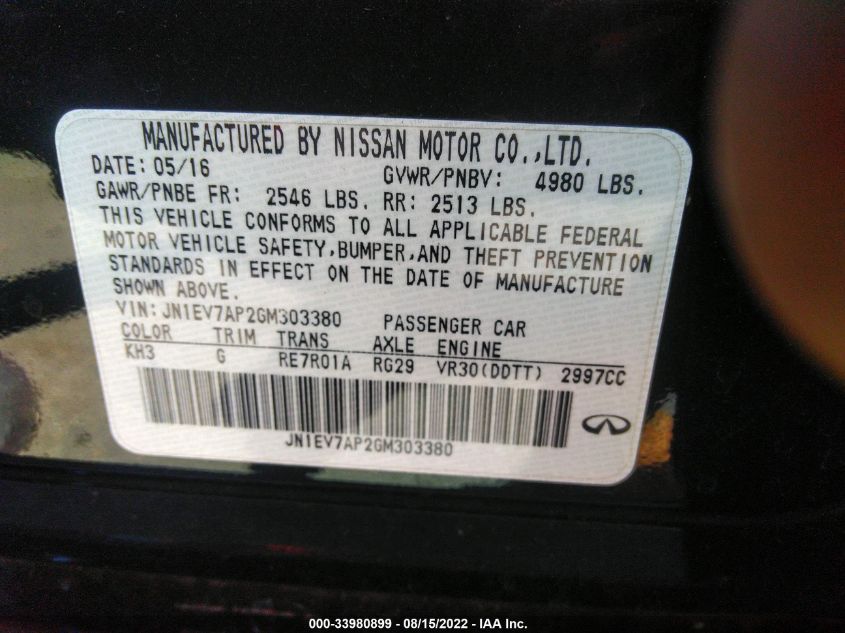 MANUFACTURED BY NISSAN MOTOR CO.,LTD.
DATE: 05/16 GVWR/PNBV: 4980 LBS.
GAWR/PNBE FR: 2546 LBS. RR: 2513 LBS.
THIS VEHICLE CONFORMS TO ALL APPLICABLE FEDERAL
MOTOR VEHICLE SAFETY,BUMPER,AND THEFT PREVENTION
STANDARDS IN EFFECT ON THE DATE OF MANUFACTURE
SHOWN ABOVE.
VIN: JN1EV7AP2GM303380 PASSENGER CAR
COLOR TRIM TRANS AXLE ENGINE
KH3 G RE7R01A RG29 VR30(DDTT) 2997CC
JN1EV7AP2GM303380
000-33980899 - 08/15/2022 - IAA Inc.